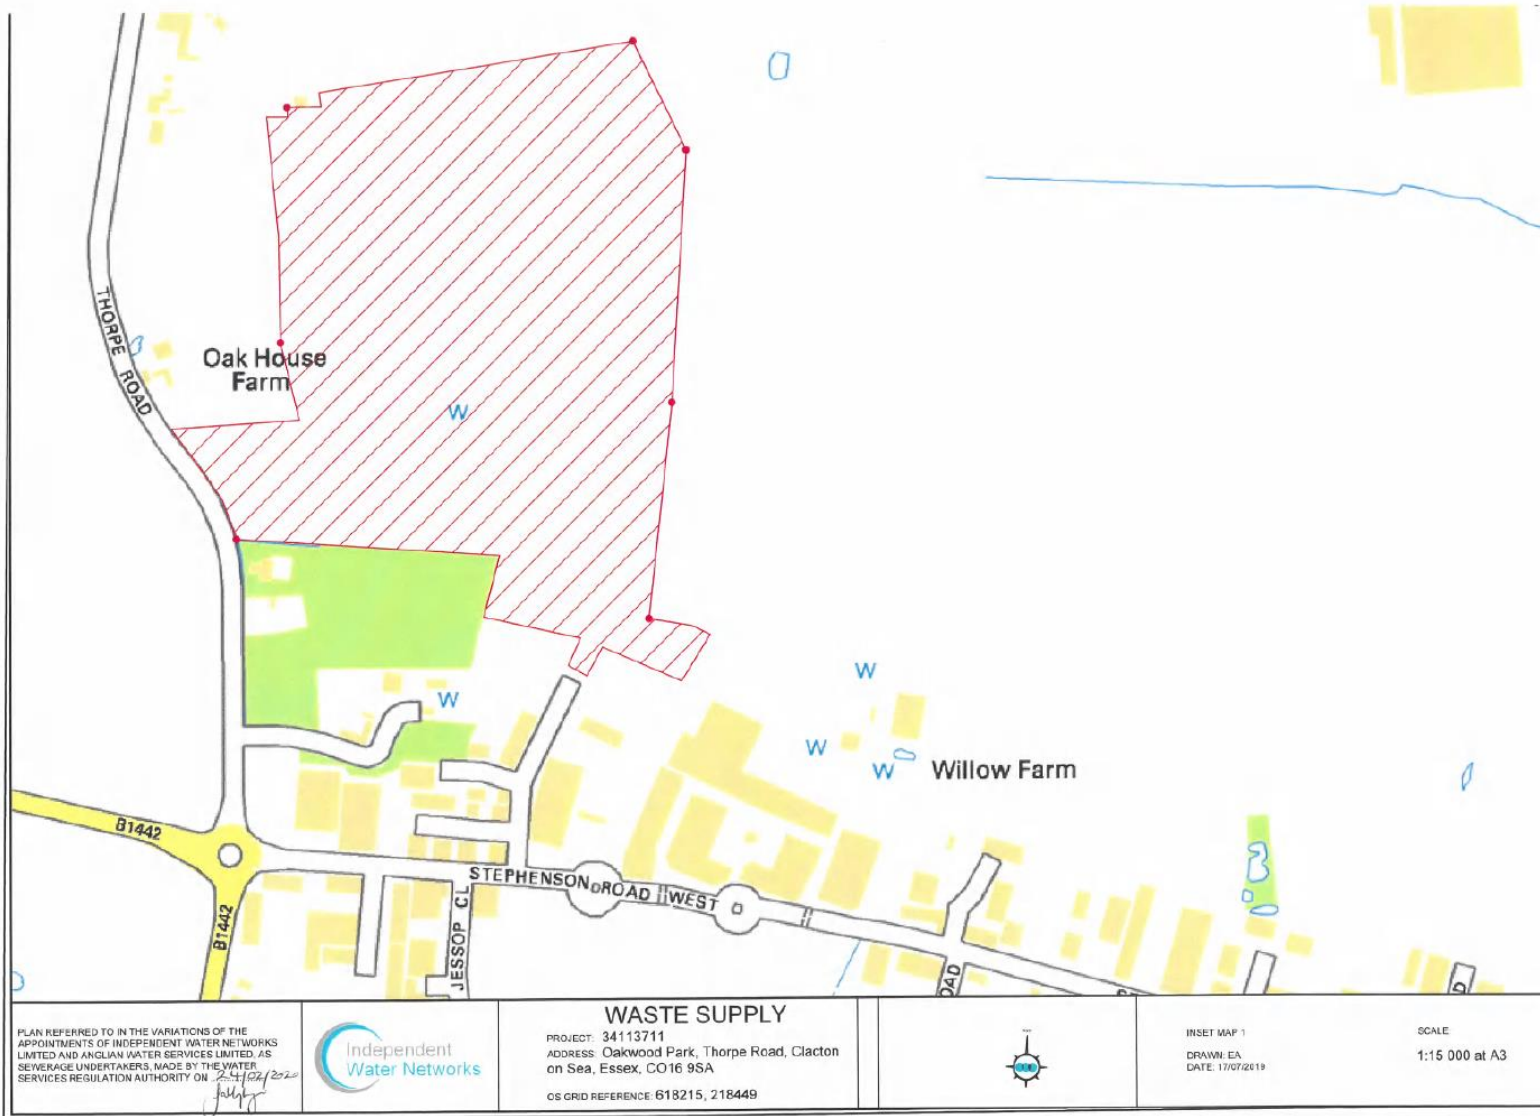 THORPE ROAD
Oak House
Farm
W
W
W
W
W
Willow Farm
B1442
B1442
STEPHENSON ROAD WEST
JESSOP CL
OAD
D
PLAN REFERRED TO IN THE VARIATIONS OF THE
APPOINTMENTS OF INDEPENDENT WATER NETWORKS
LIMITED AND ANGLIAN WATER SERVICES LIMITED, AS
SEWERAGE UNDERTAKERS, MADE BY THE WATER
SERVICES REGULATION AUTHORITY ON 24/02/2020
Independent
Water Networks
WASTE SUPPLY
PROJECT: 34113711
ADDRESS: Oakwood Park, Thorpe Road, Clacton
on Sea, Essex, CO16 9SA
OS GRID REFERENCE: 618215, 218449
INSET MAP 1
DRAWN: EA
DATE: 17/07/2019
SCALE
1:15 000 at A3